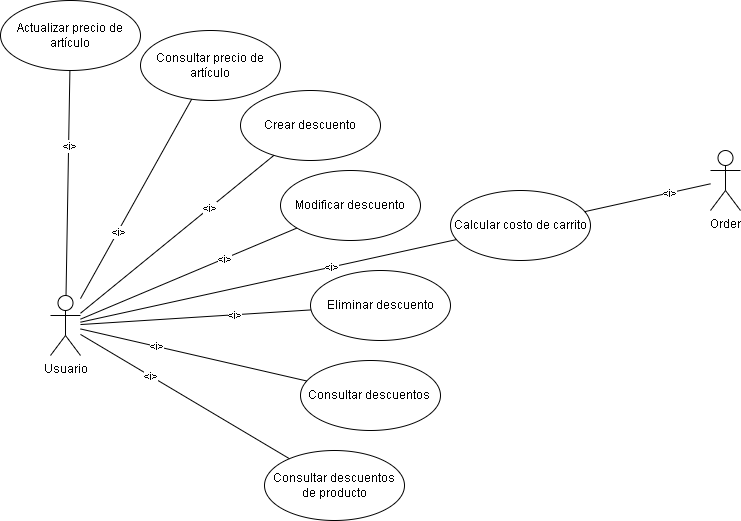 Actualizar precio de
artículo
Consultar precio de
artículo
<i>
Crear descuento
<i>
Modificar descuento
<i>
Calcular costo de carrito
<i>
Order
<i>
<i>
<i>
Eliminar descuento
<i>
Usuario
<i>
<i>
Consultar descuentos
Consultar descuentos
de producto